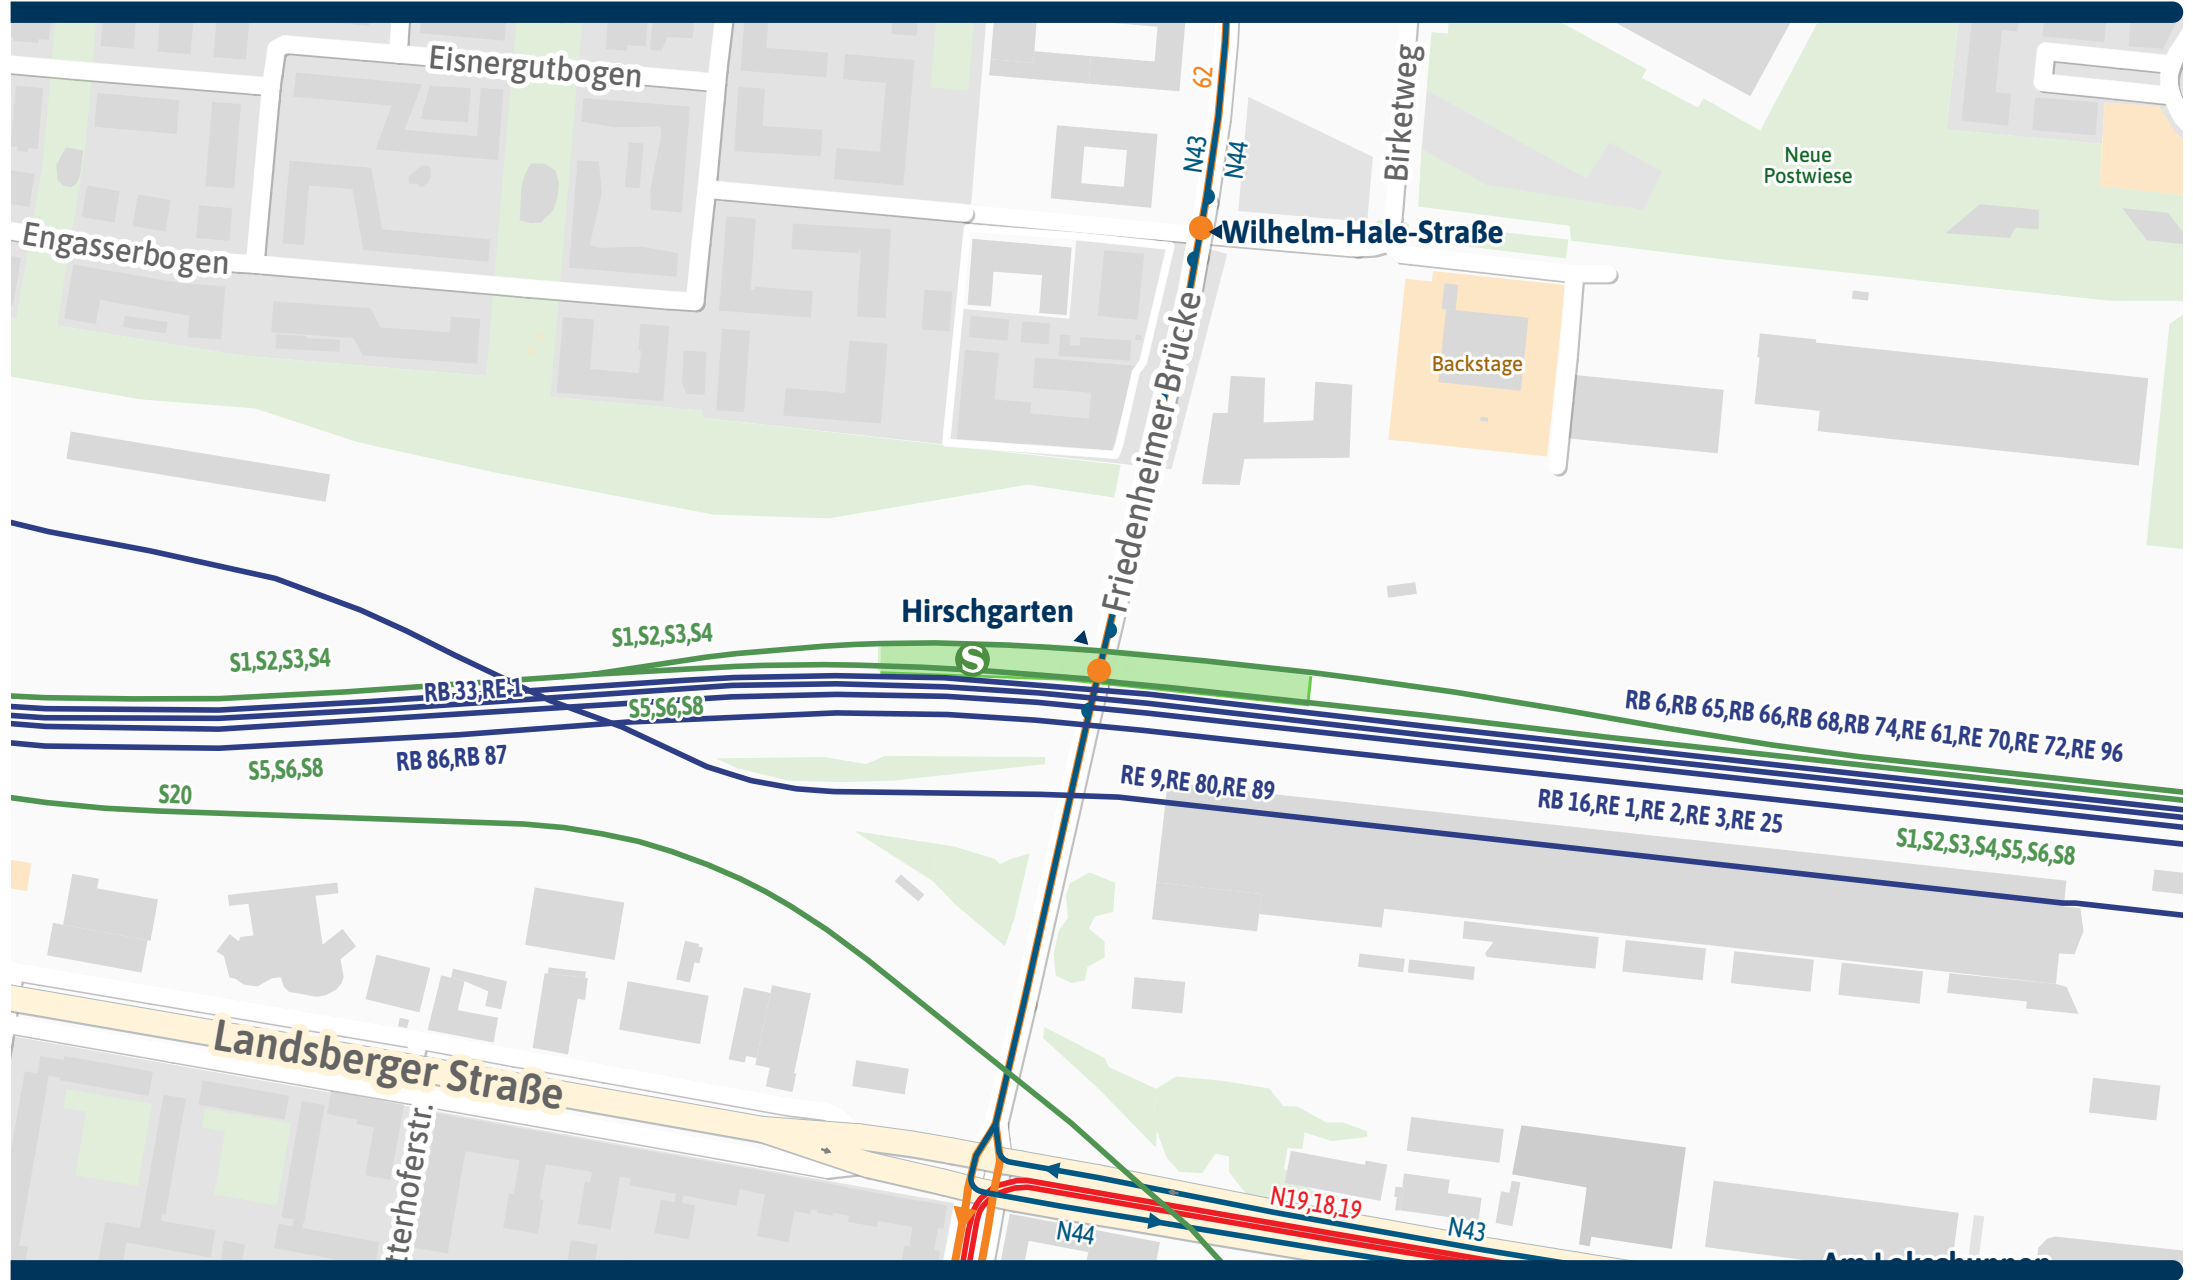 Eisnergutbogen
62
Birketweg
N43
N44
Neue
Postwiese
Engasserbogen
Wilhelm-Hale-Straße
Friedenheimer-Brücke
Backstage
Hirschgarten
S
S1,S2,S3,S4
S1,S2,S3,S4
RB 33,RE 1
S5,S6,S8
RB 6,RB 65,RB 66,RB 68,RB 74,RE 61,RE 70,RE 72,RE 96
RB 86,RB 87
S5,S6,S8
S20
RE 9,RE 80,RE 89
RB 16,RE 1,RE 2,RE 3,RE 25
S1,S2,S3,S4,S5,S6,S8
Landsberger Straße
tterhoferstr.
N19,18,19
N43
N44